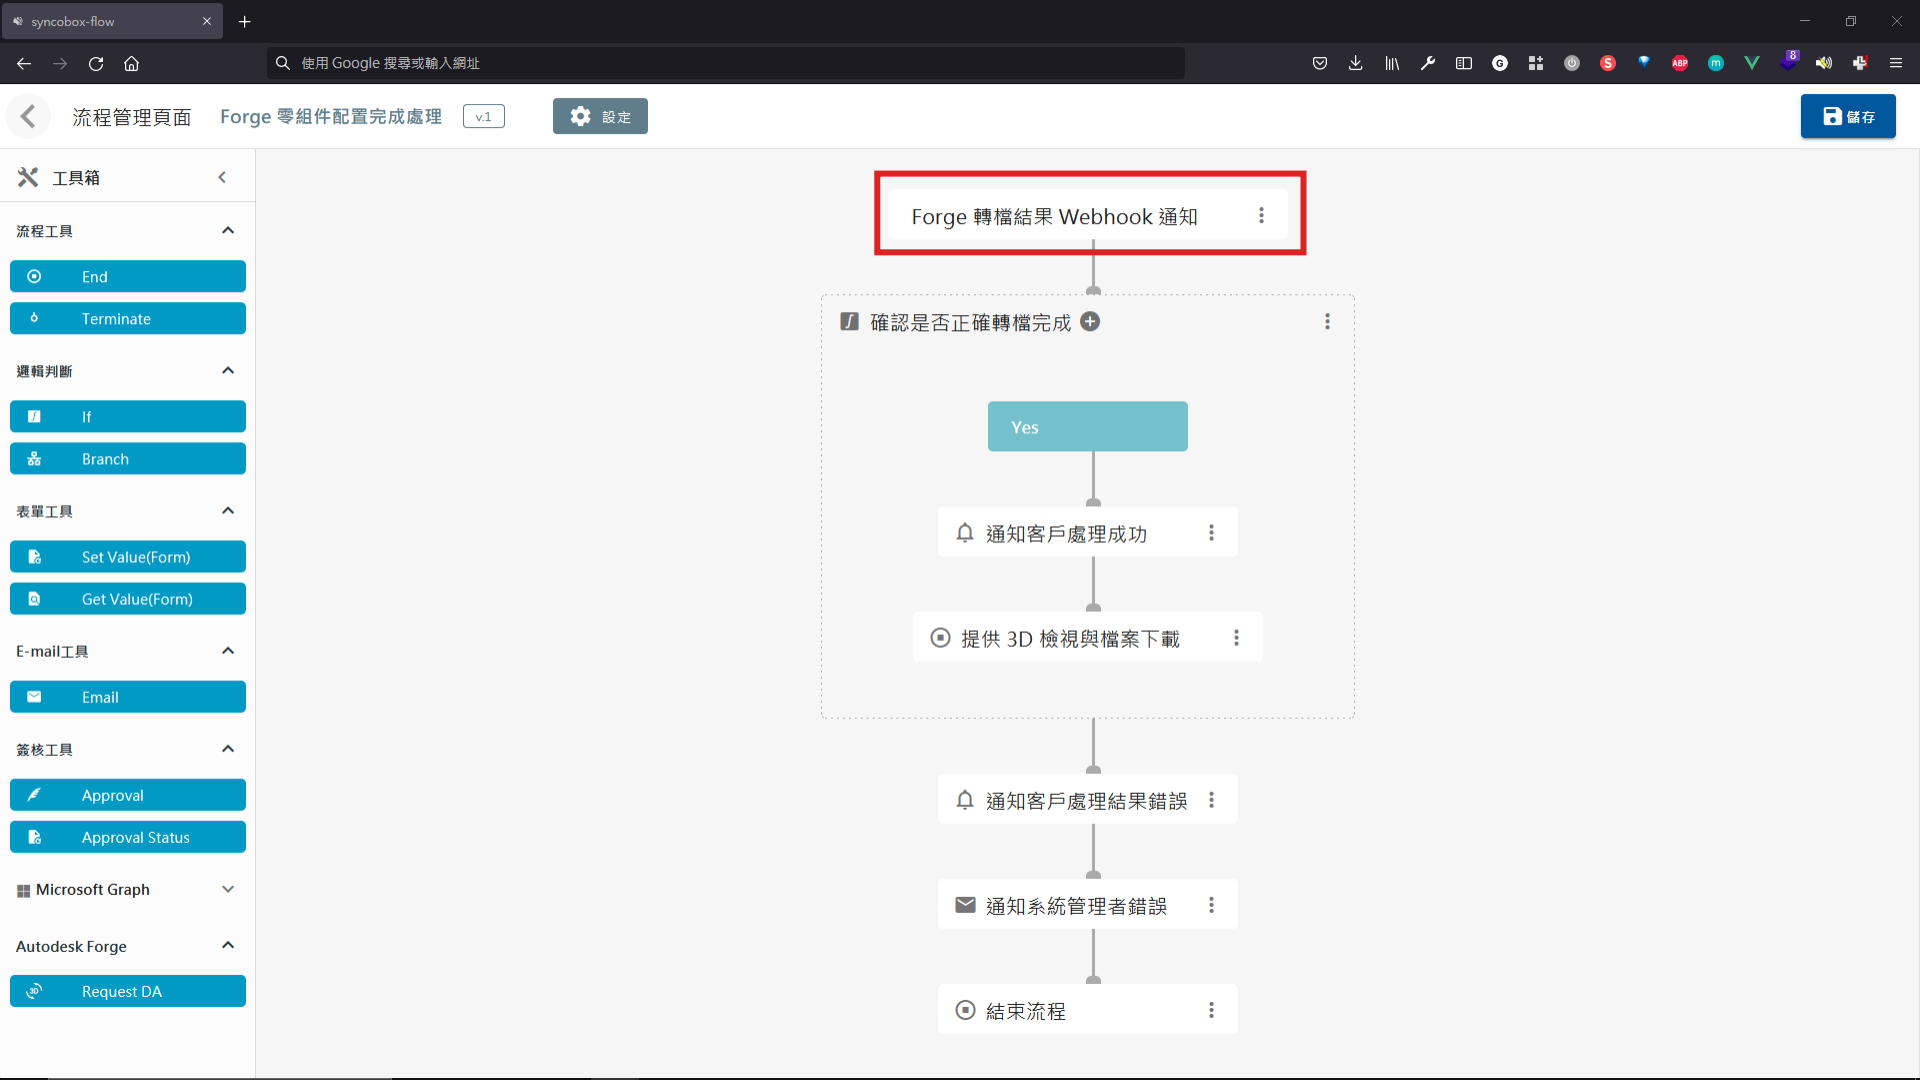 syncobox-flow
使用 Google 搜尋或輸入網址
8
流程管理頁面
Forge 零組件配置完成處理
v.1
設定
儲存
工具箱
流程工具
End
Terminate
邏輯判斷
If
Branch
表單工具
Set Value(Form)
Get Value(Form)
E-mail工具
Email
簽核工具
Approval
Approval Status
Microsoft Graph
Autodesk Forge
3D
Request DA
Forge 轉檔結果 Webhook 通知
確認是否正確轉檔完成
Yes
通知客戶處理成功
提供 3D 檢視與檔案下載
通知客戶處理結果錯誤
通知系統管理者錯誤
結束流程